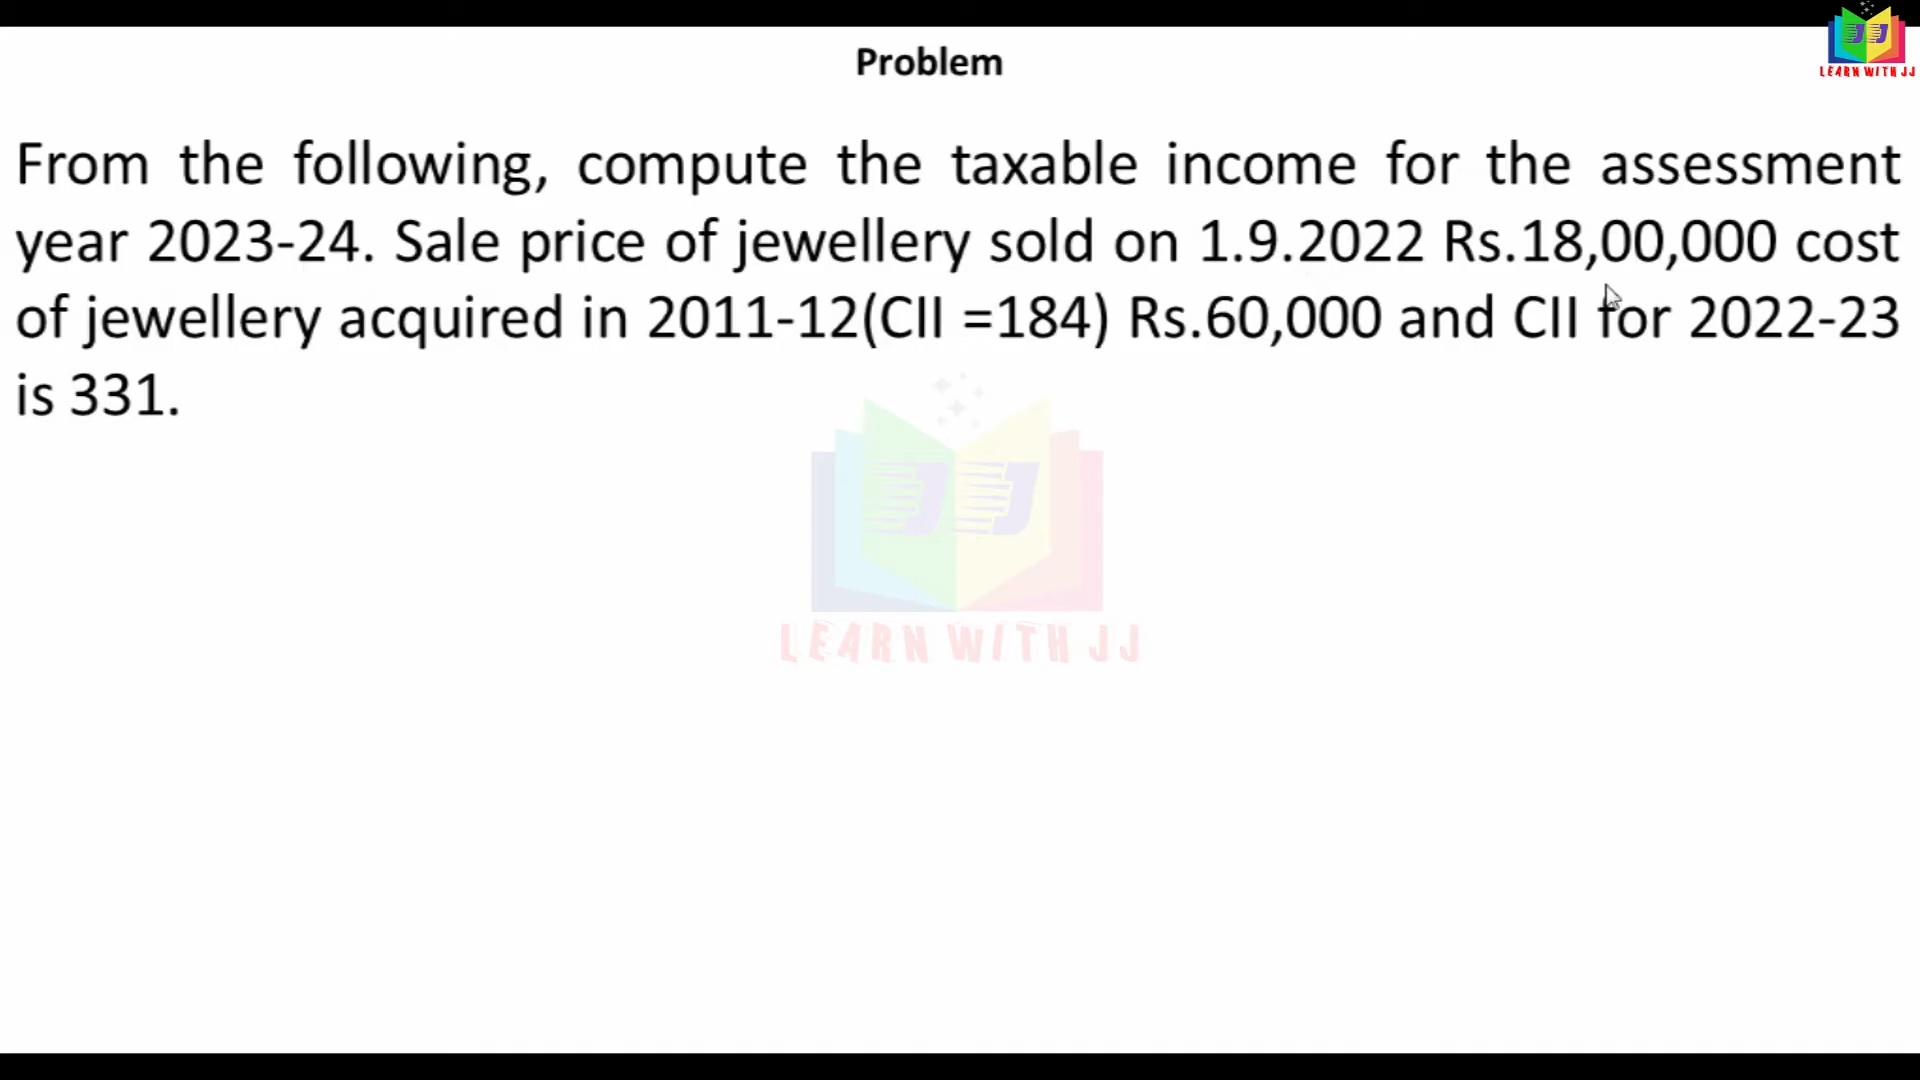 Problem
LEARN WITH JJ
From the following, compute the taxable income for the assessment
year 2023-24. Sale price of jewellery sold on 1.9.2022 Rs.18,00,000 cost
of jewellery acquired in 2011-12(CII =184) Rs.60,000 and CII for 2022-23
is 331.
JJ
LEARN WITH JJ